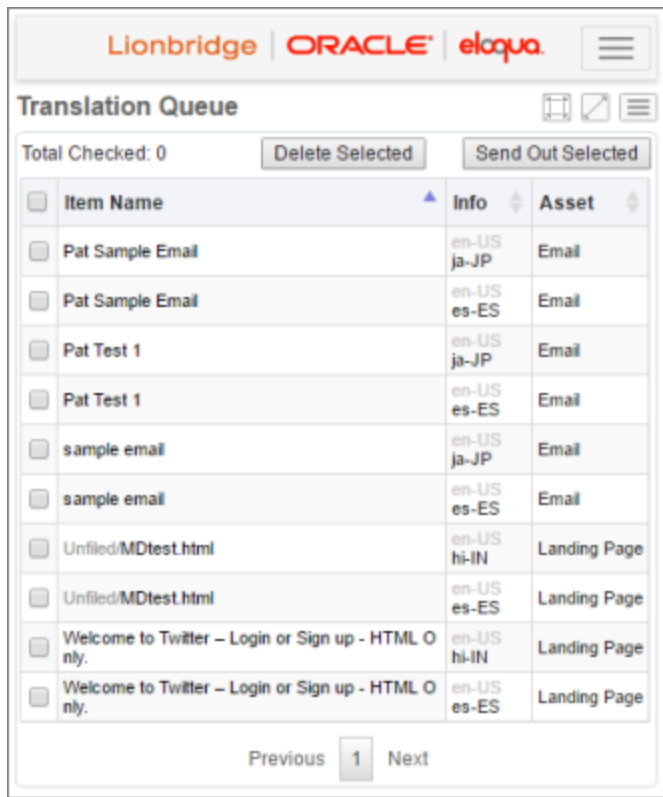 Lionbridge | ORACLE® | eloqua.
Translation Queue
Total Checked: 0 Delete Selected Send Out Selected
Item Name Info Asset
Pat Sample Email en-US ja-JP Email
Pat Sample Email en-US es-ES Email
Pat Test 1 en-US ja-JP Email
Pat Test 1 en-US es-ES Email
sample email en-US ja-JP Email
sample email en-US es-ES Email
Unfiled/MDtest.html en-US hi-IN Landing Page
Unfiled/MDtest.html en-US es-ES Landing Page
Welcome to Twitter – Login or Sign up - HTML O en-US
nly. hi-IN Landing Page
Welcome to Twitter – Login or Sign up - HTML O en-US
nly. es-ES Landing Page
Previous 1 Next